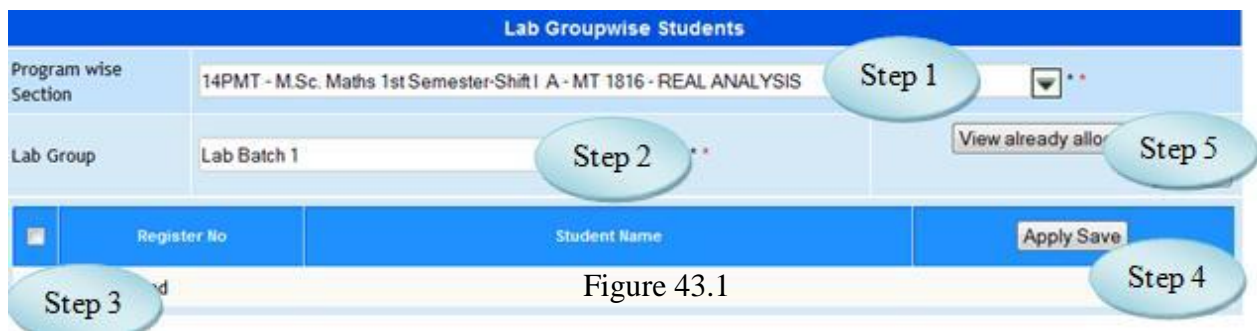 Lab Groupwise Students
Program wise
Section
14PMT - M.Sc. Maths 1st Semester-Shift I A - MT 1816 - REAL ANALYSIS
Step 1
* *
Lab Group
Lab Batch 1
Step 2
* *
View already
Step 5
Register No
Student Name
Apply Save
Step 3
Figure 43.1
Step 4